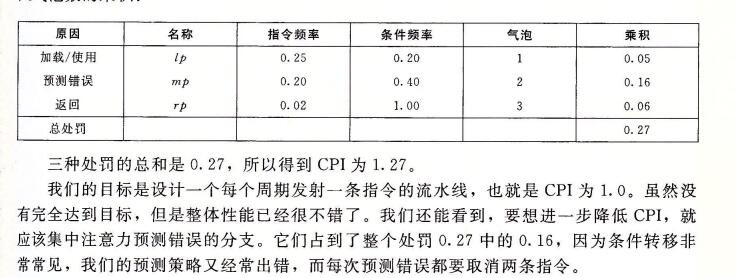 原因 名称 指令频率 条件频率 气泡 乘积
加载/使用 lp 0.25 0.20 1 0.05
预测错误 mp 0.20 0.40 2 0.16
返回 rp 0.02 1.00 3 0.06
总处罚 0.27
三种处罚的总和是 0.27，所以得到 CPI 为 1.27。
我们的目标是设计一个每个周期发射一条指令的流水线，也就是 CPI 为 1.0。虽然没
有完全达到目标，但是整体性能已经很不错了。我们还能看到，要想进一步降低 CPI，就
应该集中注意力预测错误的分支。它们占到了整个处罚 0.27 中的 0.16，因为条件转移非
常常见，我们的预测策略又经常出错，而每次预测错误都要取消两条指令。